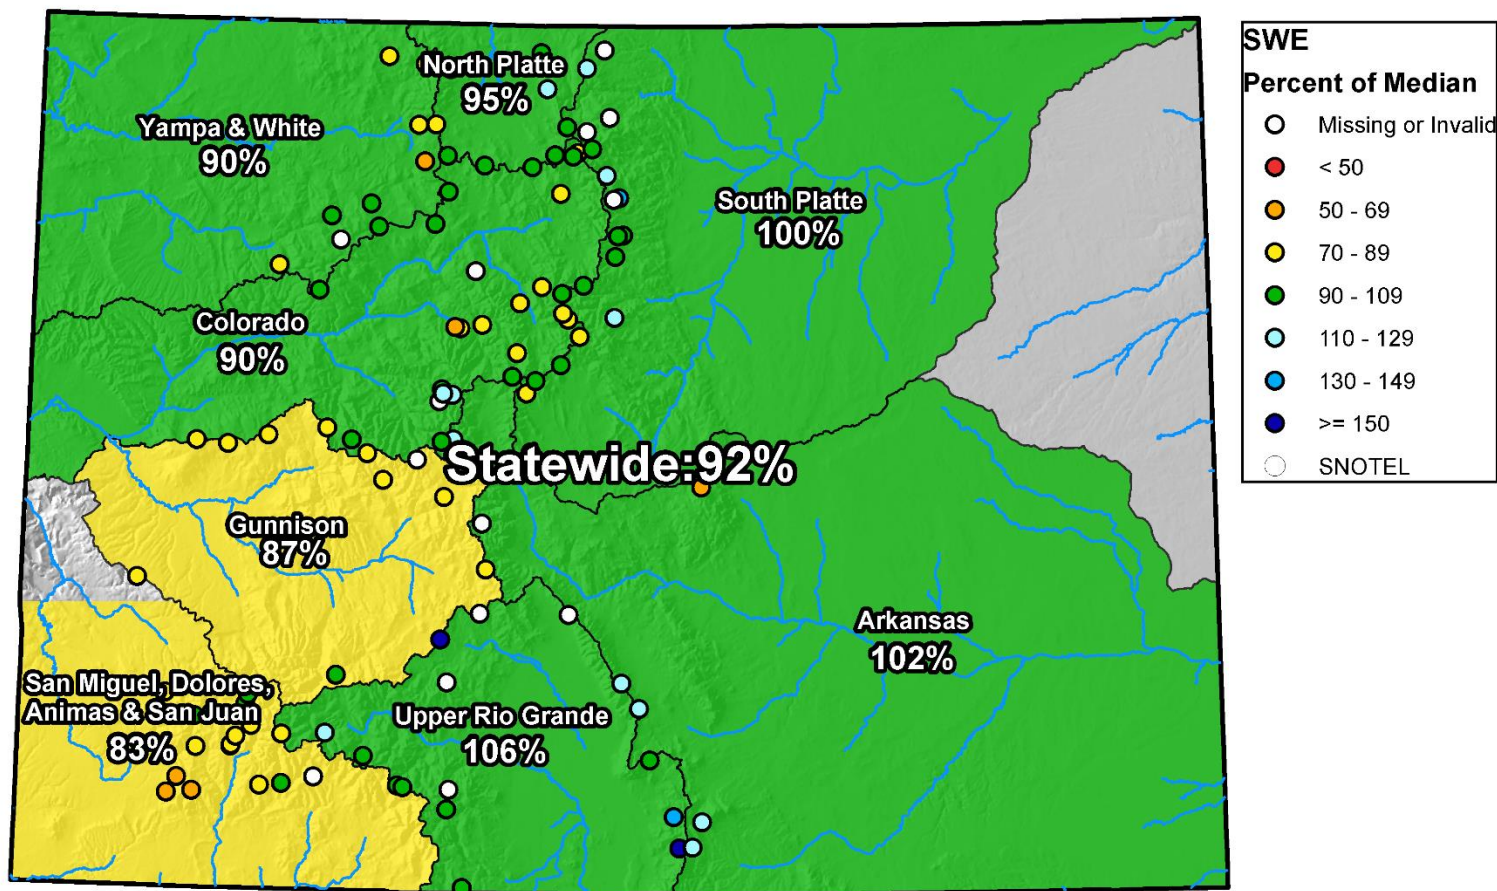 North Platte
95%
Yampa & White
90%
South Platte
100%
Colorado
90%
Statewide:92%
Gunnison
87%
Arkansas
102%
San Miguel, Dolores,
Animas & San Juan
83%
Upper Rio Grande
106%
SWE
Percent of Median
Missing or Invalid
< 50
50 - 69
70 - 89
90 - 109
110 - 129
130 - 149
>= 150
SNOTEL